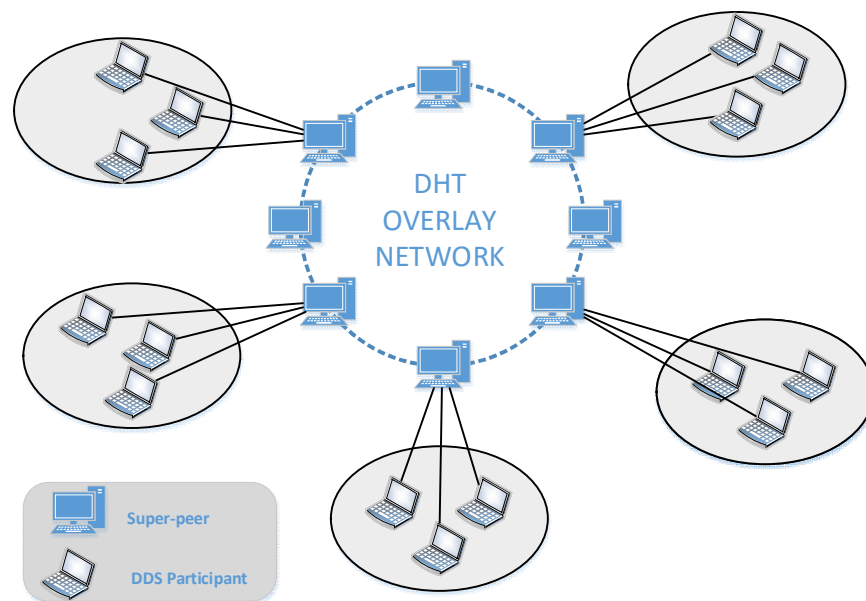 DHT
OVERLAY
NETWORK
Super-peer
DDS Participant